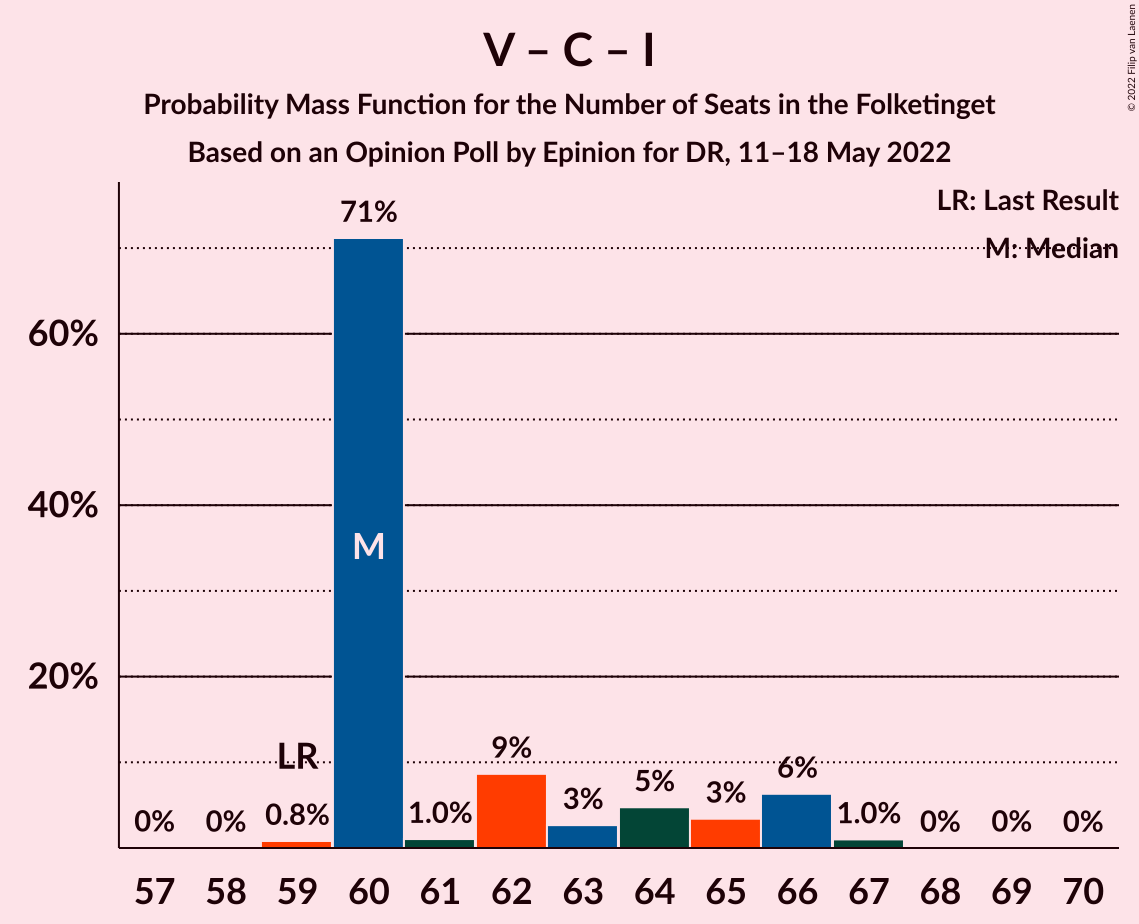 V – C – I
Probability Mass Function for the Number of Seats in the Folketinget
Based on an Opinion Poll by Epinion for DR, 11–18 May 2022
© 2022 Filip van Laenen
LR: Last Result
M: Median
71%
60%
40%
M
20%
LR
9%
6%
5%
3%
3%
0%
0%
0.8%
1.0%
1.0%
0%
0%
0%
57 58 59 60 61 62 63 64 65 66 67 68 69 70